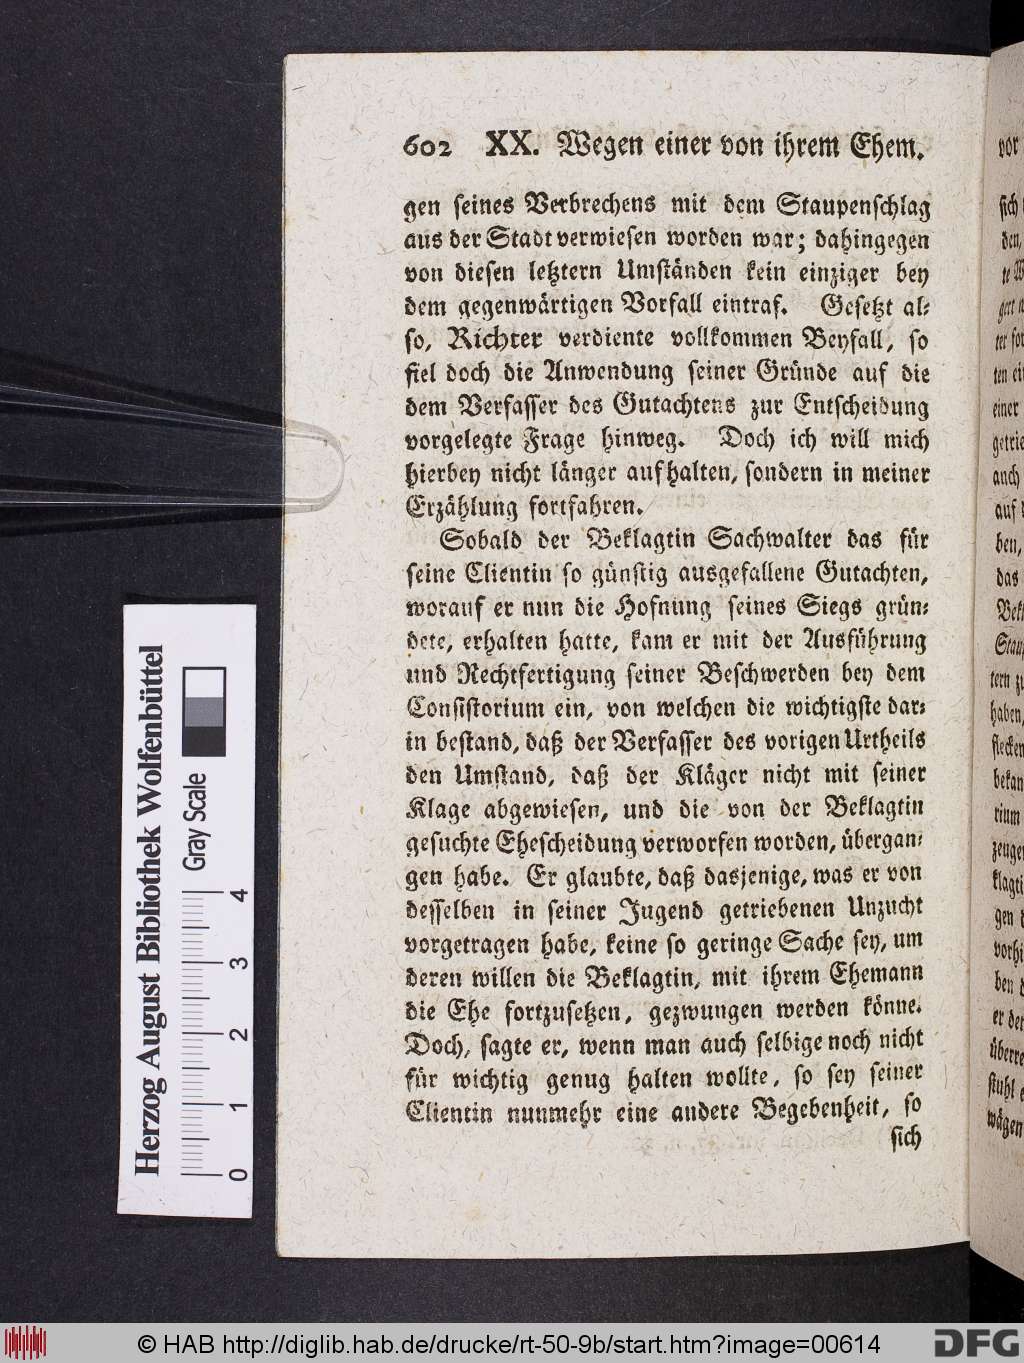 602 XX. Wegen einer von ihrem Ehem.
gen seines Verbrechens mit dem Staupenschlag
aus der Stadt verwiesen worden war; dahingegen
von diesen letztern Umständen kein einziger bey
dem gegenwärtigen Vorfall eintraf. Gesetzt al⸗
so, Richter verdiente vollkommen Beyfall, so
fiel doch die Anwendung seiner Gründe auf die
dem Verfasser des Gutachtens zur Entscheidung
vorgelegte Frage hinweg. Doch ich will mich
hierbey nicht länger aufhalten, sondern in meiner
Erzählung fortfahren.
Sobald der Beklagtin Sachwalter das für
seine Clientin so günstig ausgefallene Gutachten,
worauf er nun die Hofnung seines Siegs grün⸗
dete, erhalten hatte, kam er mit der Ausführung
und Rechtfertigung seiner Beschwerden bey dem
Consistorium ein, von welchen die wichtigste dar⸗
in bestand, daß der Verfasser des vorigen Urtheils
den Umstand, daß der Kläger nicht mit seiner
Klage abgewiesen, und die von der Beklagtin
gesuchte Ehescheidung verworfen worden, übergan⸗
gen habe. Er glaubte, daß dasjenige, was er von
desselben in seiner Jugend getriebenen Unzucht
vorgetragen habe, keine so geringe Sache sey, um
deren willen die Beklagtin, mit ihrem Ehemann
die Ehe fortzusetzen, gezwungen werden könne.
Doch, sagte er, wenn man auch selbige noch nicht
für wichtig genug halten wollte, so sey seiner
Clientin nunmehr eine andere Begebenheit, so
sich
Herzog August Bibliothek Wolfenbüttel
Gray Scale
0 1 2 3 4
© HAB http://diglib.hab.de/drucke/rt-50-9b/start.htm?image=00614
DFG